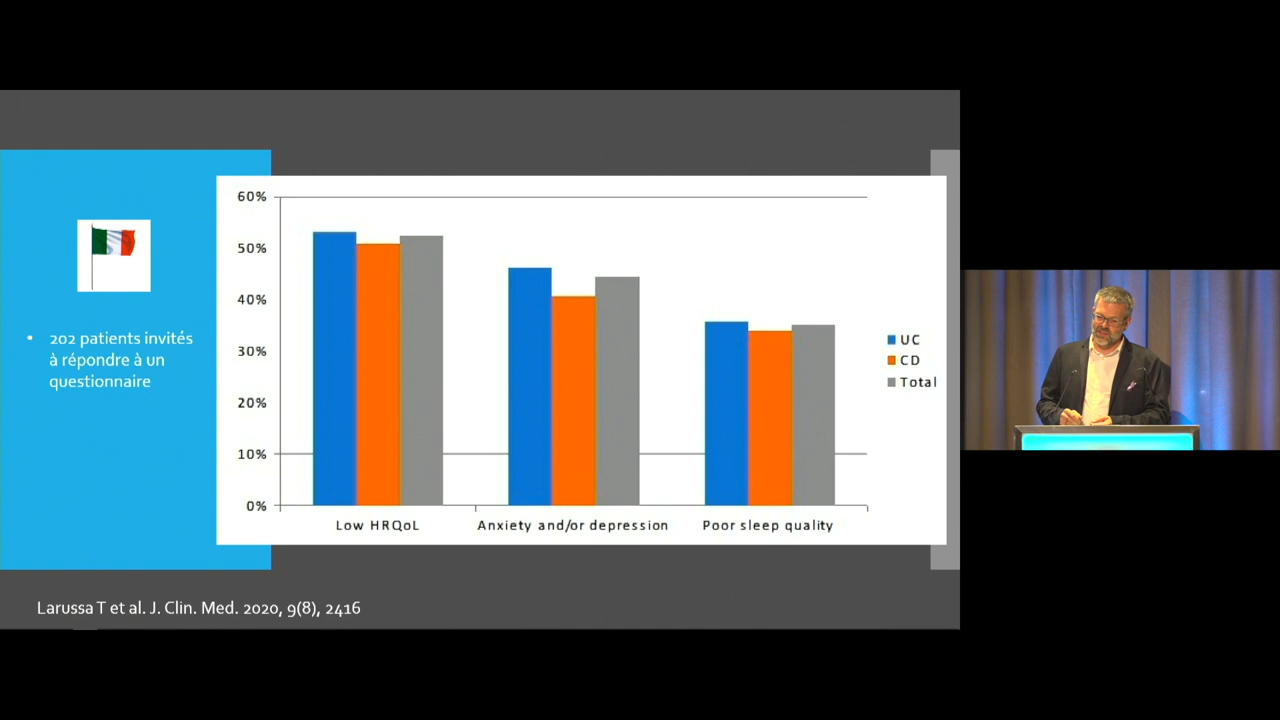 • 202 patients invités
à répondre à un
questionnaire
60%
50%
40%
30%
20%
10%
0%
Low HRQoL
Anxiety and/or depression
Poor sleep quality
UC
CD
Total
Larussa T et al. J. Clin. Med. 2020, 9(8), 2416